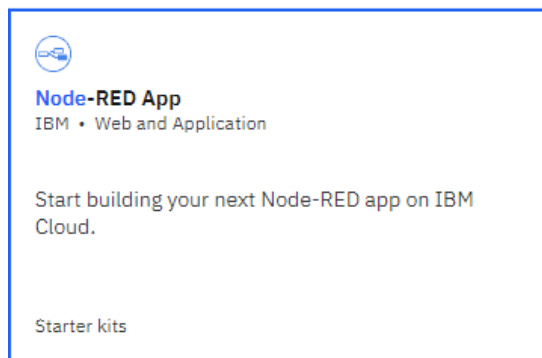 Node-RED App
IBM • Web and Application
Start building your next Node-RED app on IBM
Cloud.
Starter kits